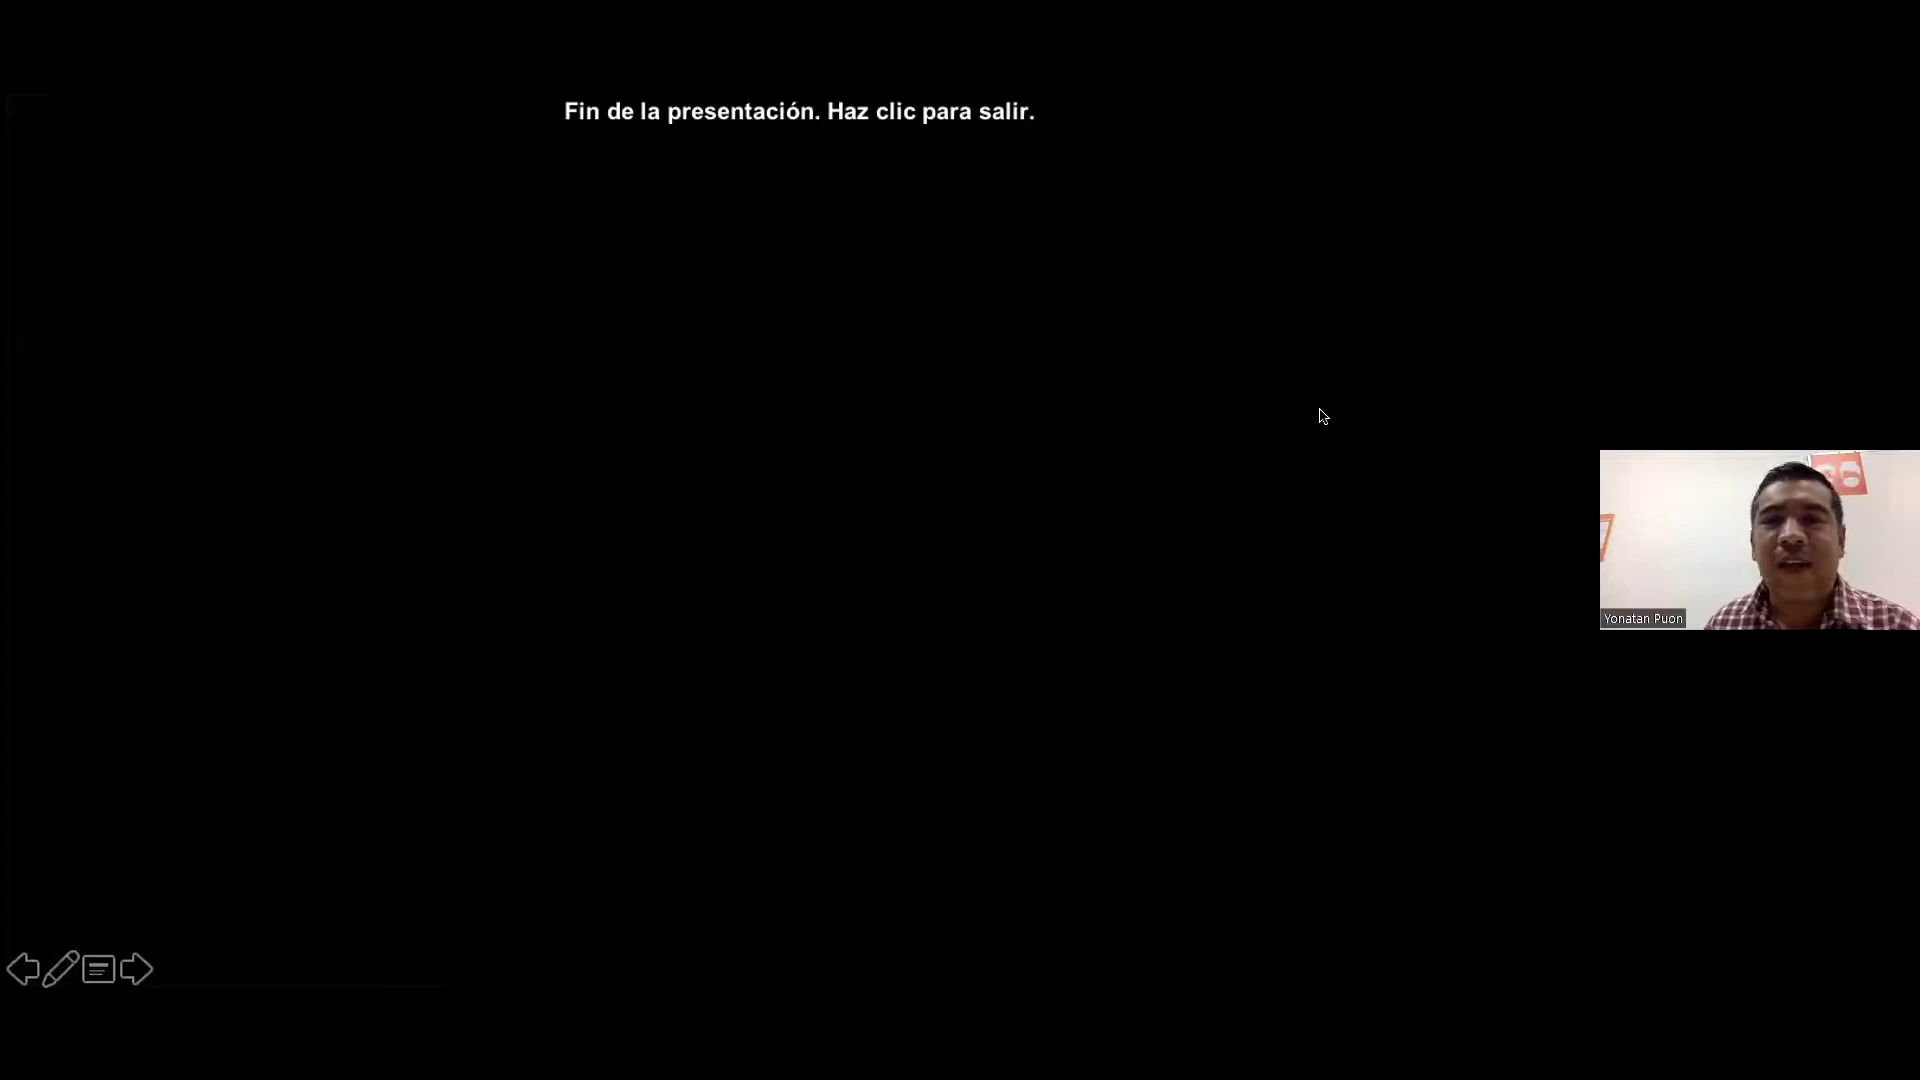 Fin de la presentación. Haz clic para salir.
Yonatan Puon